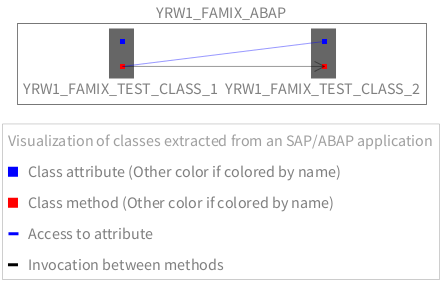 YRW1_FAMIX_ABAP
YRW1_FAMIX_TEST_CLASS_1 YRW1_FAMIX_TEST_CLASS_2
Visualization of classes extracted from an SAP/ABAP application
Class attribute (Other color if colored by name)
Class method (Other color if colored by name)
Access to attribute
Invocation between methods